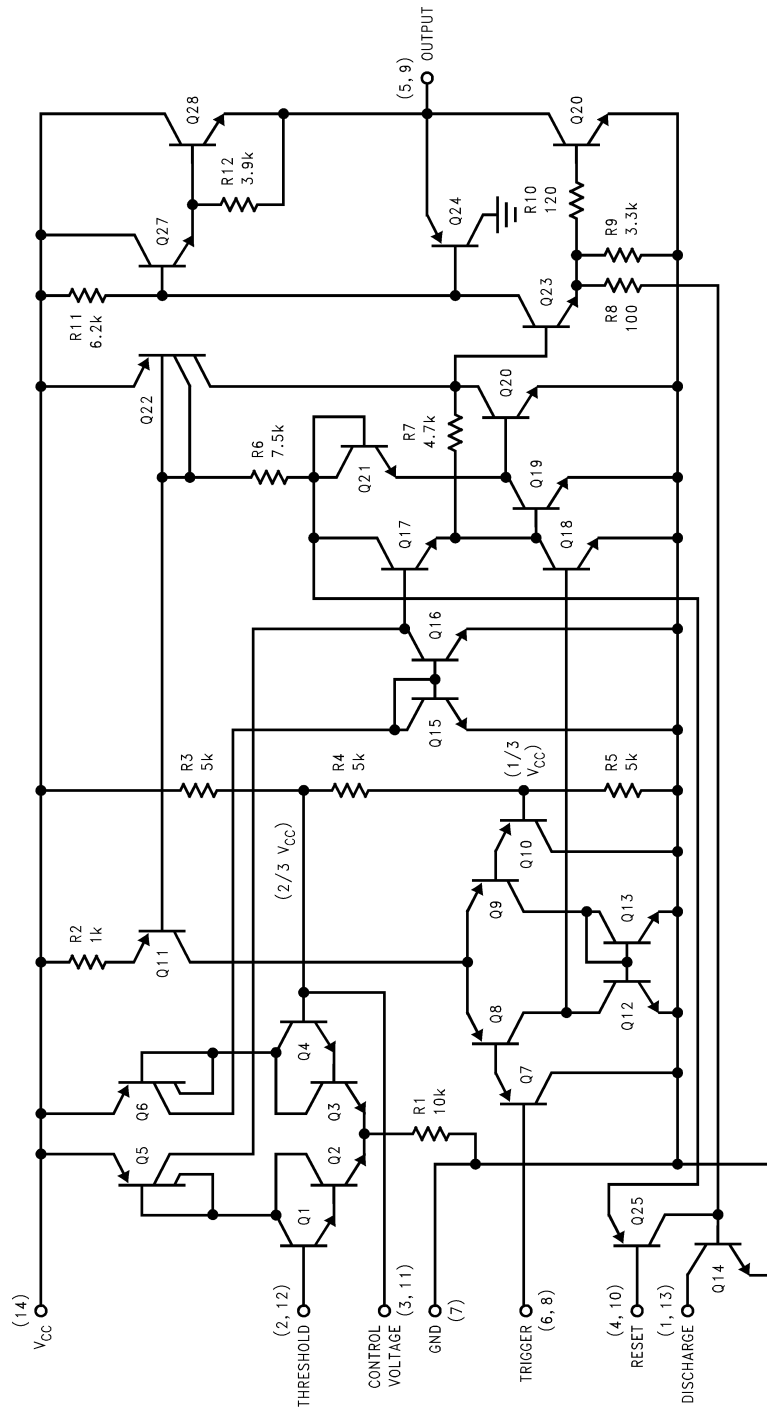 (14)
VCC
R2
1k
R11
6.2k
Q5
Q6
Q11
Q22
Q27
Q28
R3
5k
R12
3.9k
R6
7.5k
(2, 12)
THRESHOLD
Q1
Q2
Q3
Q4
(2/3 VCC)
Q21
CONTROL
VOLTAGE
(3, 11)
R4
5k
Q17
R7
4.7k
Q24
(5, 9)
OUTPUT
GND
(7)
R1
10k
Q15
Q16
Q8
Q9
(1/3
VCC)
Q20
R10
120
TRIGGER
(6, 8)
Q7
Q10
Q19
Q23
Q18
Q20
R5
5k
R8
100
R9
3.3k
(4, 10)
RESET
Q25
Q12
Q13
(1, 13)
DISCHARGE
Q14